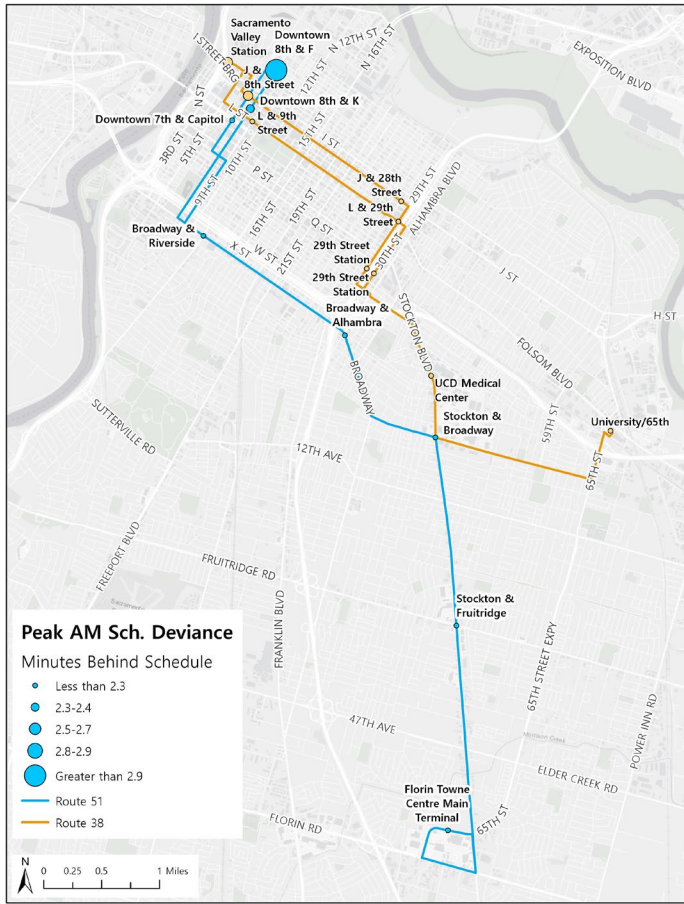 Sacramento
Valley
Station
Downtown
8th & F
I STREET BRG
J &
8th Street
Downtown 8th & K
L & 9th
Street
Downtown 7th & Capitol
N 12TH ST
N 16TH ST
12TH ST
15TH ST
EXPOSITION BLVD
N ST
L ST
I ST
3RD ST
5TH ST
10TH ST
9TH ST
P ST
16TH ST
19TH ST
Q ST
21ST ST
W ST
X ST
J & 28th
Street
29TH ST
L & 29th
Street
ALHAMBRA BLVD
30TH ST
29th Street
Station
29th Street
Station
J ST
H ST
Broadway &
Riverside
Broadway &
Alhambra
STOCKTON BLVD
FOLSOM BLVD
BROADWAY
UCD Medical
Center
Stockton &
Broadway
59TH ST
University/65th
65TH ST
SUTTERVILLE RD
12TH AVE
FREEPORT BLVD
FRUITRIDGE RD
Stockton &
Fruitridge
FRANKLIN BLVD
65TH STREET EXPY
POWER INN RD
47TH AVE
Morrison Creek
ELDER CREEK RD
Florin Towne
Centre Main
Terminal
65TH ST
FLORIN RD
Peak AM Sch. Deviance
Minutes Behind Schedule
Less than 2.3
2.3-2.4
2.5-2.7
2.8-2.9
Greater than 2.9
Route 51
Route 38
N
0 0.25 0.5 1 Miles